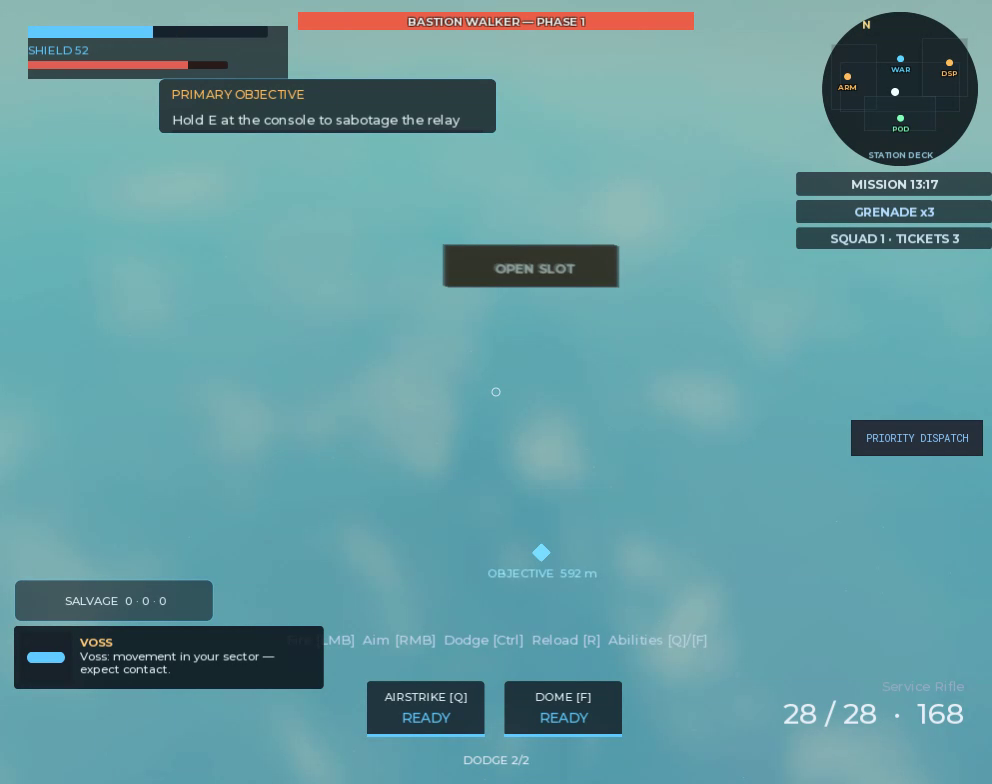 BASTION WALKER — PHASE 1
SHIELD 52
PRIMARY OBJECTIVE
Hold E at the console to sabotage the relay
N
WAR
DSP
ARM
POD
STATION DECK
MISSION 13:17
GRENADE x3
SQUAD 1 · TICKETS 3
OPEN SLOT
PRIORITY DISPATCH
OBJECTIVE 592 m
SALVAGE 0 · 0 · 0
VOSS
Voss: movement in your sector —
expect contact.
Fire [LMB] Aim [RMB] Dodge [Ctrl] Reload [R] Abilities [Q]/[F]
AIRSTRIKE [Q]
READY
DOME [F]
READY
Service Rifle
28 / 28 · 168
DODGE 2/2